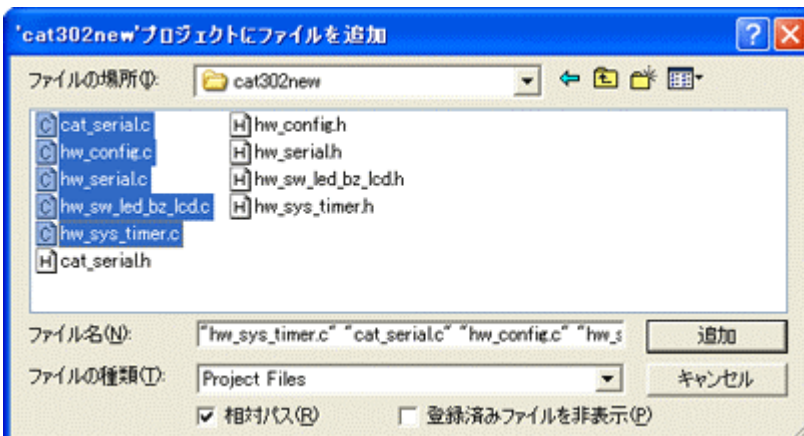 'cat302new'プロジェクトにファイルを追加
ファイルの場所(I):
cat302new
cat_serial.c
hw_config.c
hw_serial.c
hw_sw_led_bz_lcd.c
hw_sys_timer.c
cat_serial.h
hw_config.h
hw_serial.h
hw_sw_led_bz_lcd.h
hw_sys_timer.h
ファイル名(N):
"hw_sys_timer.c" "cat_serial.c" "hw_config.c" "hw_s
追加
ファイルの種類(T):
Project Files
キャンセル
相対パス(R)
登録済みファイルを非表示(P)